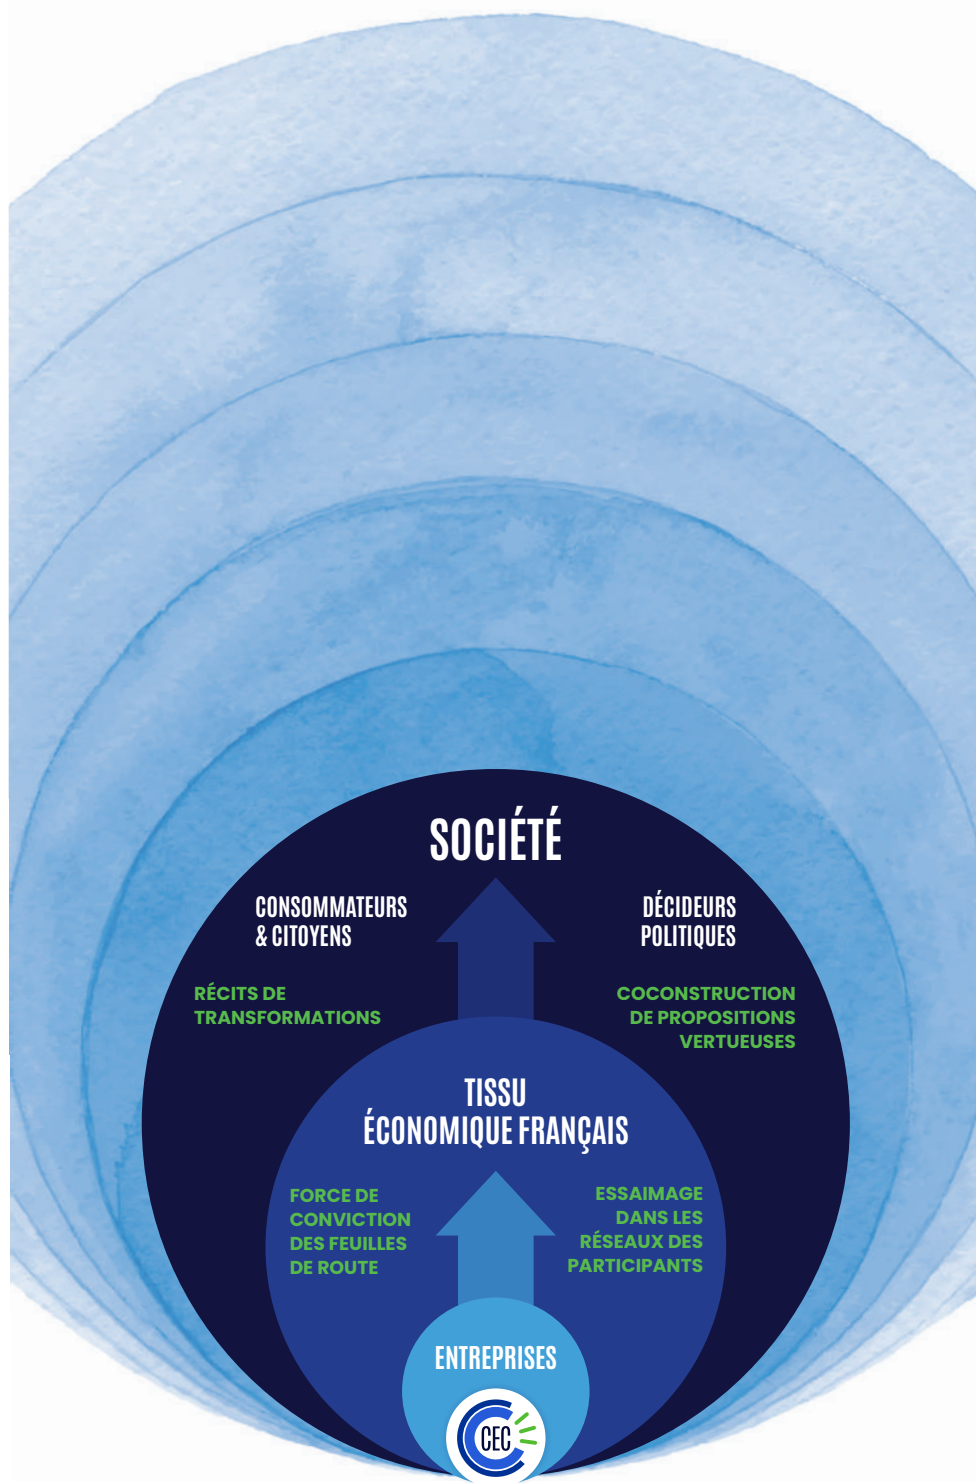 SOCIÉTÉ
CONSOMMATEURS
& CITOYENS
DÉCIDEURS
POLITIQUES
RÉCITS DE
TRANSFORMATIONS
COCONSTRUCTION
DE PROPOSITIONS
VERTUEUSES
TISSU
ÉCONOMIQUE FRANÇAIS
FORCE DE
CONVICTION
DES FEUILLES
DE ROUTE
ESSAIMAGE
DANS LES
RÉSEAUX DES
PARTICIPANTS
ENTREPRISES
CEC